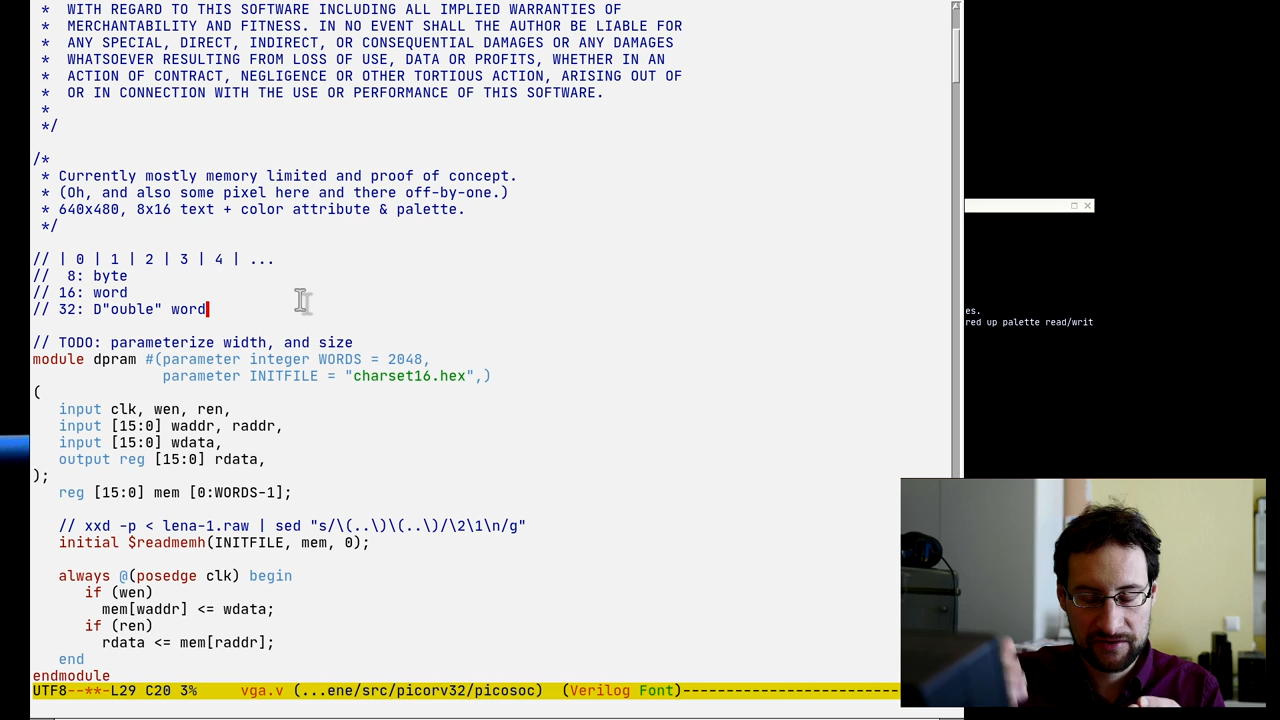 *  WITH REGARD TO THIS SOFTWARE INCLUDING ALL IMPLIED WARRANTIES OF
 *  MERCHANTABILITY AND FITNESS. IN NO EVENT SHALL THE AUTHOR BE LIABLE FOR
 *  ANY SPECIAL, DIRECT, INDIRECT, OR CONSEQUENTIAL DAMAGES OR ANY DAMAGES
 *  WHATSOEVER RESULTING FROM LOSS OF USE, DATA OR PROFITS, WHETHER IN AN
 *  ACTION OF CONTRACT, NEGLIGENCE OR OTHER TORTIOUS ACTION, ARISING OUT OF
 *  OR IN CONNECTION WITH THE USE OR PERFORMANCE OF THIS SOFTWARE.
 *
 */
/*
 * Currently mostly memory limited and proof of concept.
 * (Oh, and also some pixel here and there off-by-one.)
 * 640x480, 8x16 text + color attribute & palette.
 */
// | 0 | 1 | 2 | 3 | 4 | ...
//  8: byte
// 16: word
// 32: D"ouble" word
// TODO: parameterize width, and size
module dpram #(parameter integer WORDS = 2048,
               parameter INITFILE = "charset16.hex",)
(
   input clk, wen, ren,
   input [15:0] waddr, raddr,
   input [15:0] wdata,
   output reg [15:0] rdata,
);
   reg [15:0] mem [0:WORDS-1];
   // xxd -p < lena-1.raw | sed "s/\(..\)\(..\)/\2\1\n/g"
   initial $readmemh(INITFILE, mem, 0);
   always @(posedge clk) begin
      if (wen)
        mem[waddr] <= wdata;
      if (ren)
        rdata <= mem[raddr];
   end
endmodule
UTF8--**-L29 C20 3%     vga.v (...ene/src/picorv32/picosoc)  (Verilog Font)-------------------------
es.
red up palette read/writ